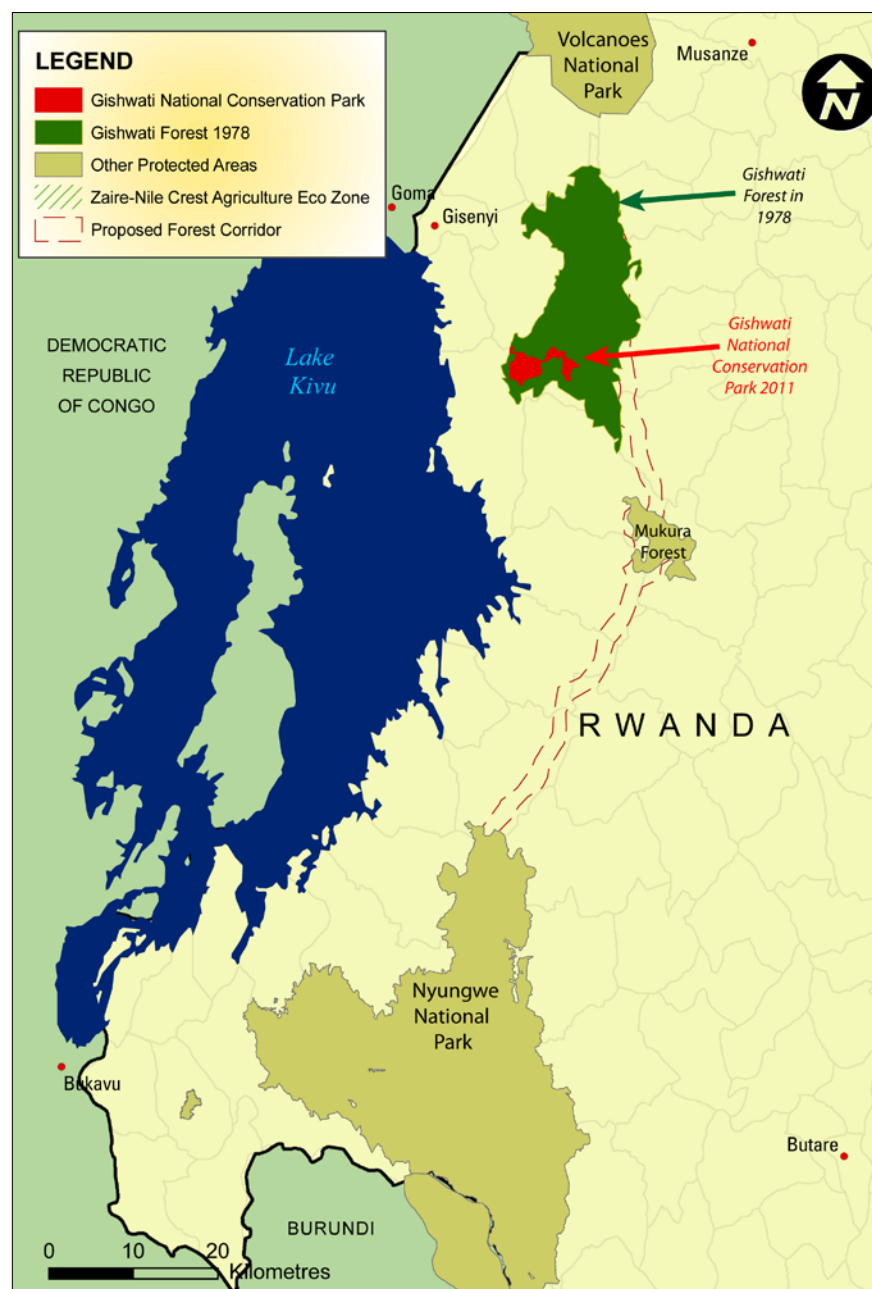 LEGEND
Gishwati National Conservation Park
Gishwati Forest 1978
Other Protected Areas
Zaire-Nile Crest Agriculture Eco Zone
Proposed Forest Corridor
Volcanoes
National
Park
Musanze
N
Goma
Gisenyi
Gishwati
Forest in
1978
DEMOCRATIC
REPUBLIC
OF CONGO
Lake
Kivu
Gishwati
National
Conservation
Park 2011
Mukura
Forest
RWANDA
Nyungwe
National
Park
Bukavu
Butare
BURUNDI
0 10 20
Kilometres